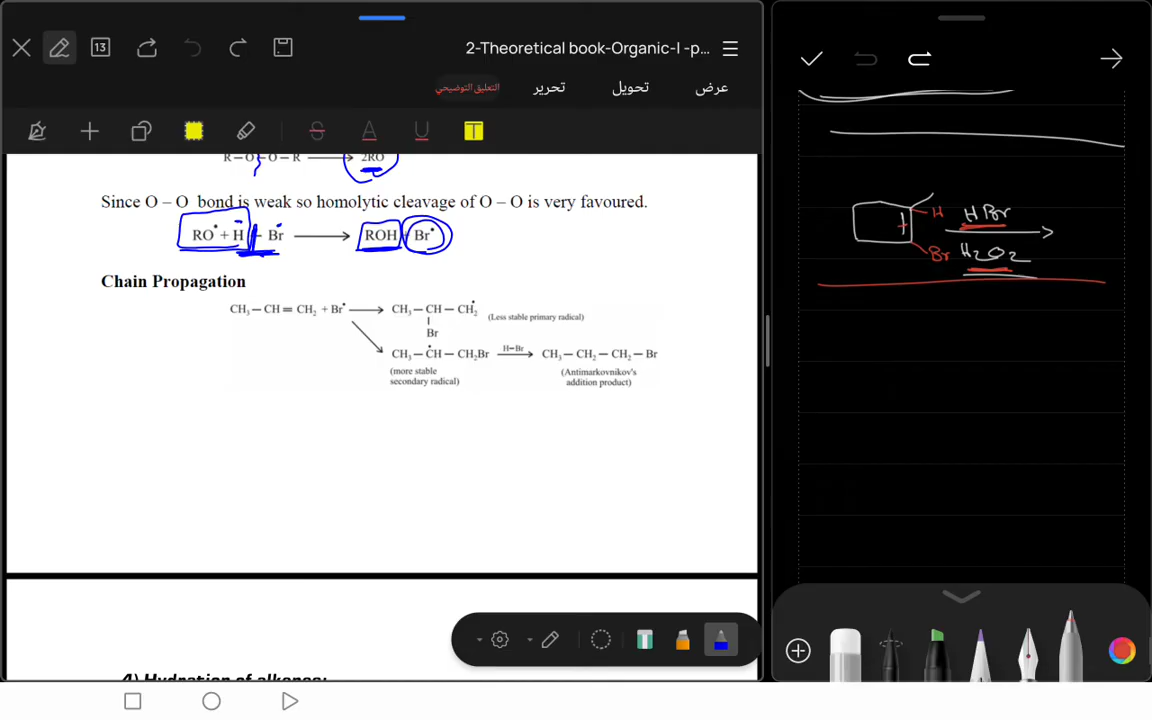 13
2-Theoretical book-Organic-I -p...
التعليق التوضيحي
تحرير
تحويل
عرض
R – O – O – R ⟶ 2RO
Since O – O bond is weak so homolytic cleavage of O – O is very favoured.
RO• + H – Br ⟶ ROH + Br•
Chain Propagation
CH₃ – CH = CH₂ + Br• ⟶ CH₃ – CH – CH₂•
(Less stable primary radical)
Br
CH₃ – ĊH – CH₂Br
H–Br
⟶ CH₃ – CH₂ – CH₂ – Br
(more stable
secondary radical)
(Antimarkovnikov's
addition product)
4) Hydration of alkenes:
H
HBr
Br
H₂O₂